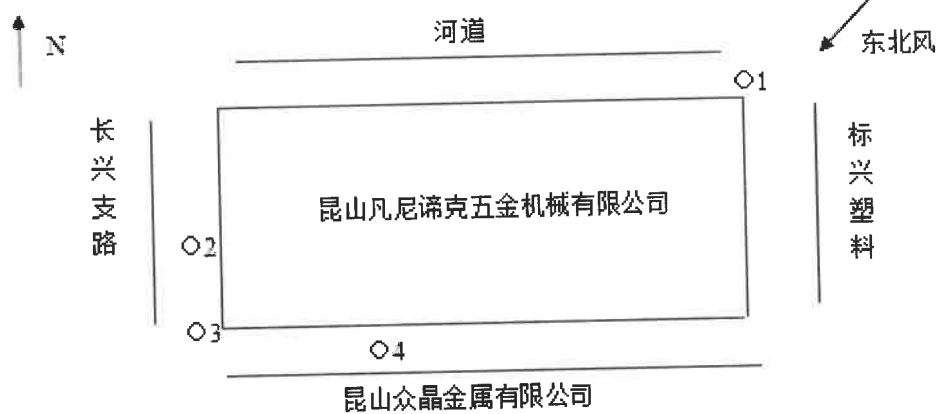 河道
N
东北风
○1
长兴支路
标兴塑料
昆山凡尼谛克五金机械有限公司
○2
○3
○4
昆山众晶金属有限公司